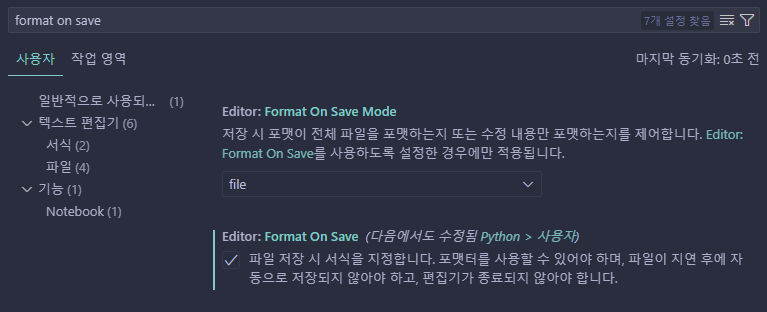 format on save
7개 설정 찾음
사용자 작업 영역
마지막 동기화: 0초 전
일반적으로 사용되... (1)
텍스트 편집기 (6)
서식 (2)
파일 (4)
기능 (1)
Notebook (1)
Editor: Format On Save Mode
저장 시 포맷이 전체 파일을 포맷하는지 또는 수정 내용만 포맷하는지를 제어합니다. Editor:
Format On Save를 사용하도록 설정한 경우에만 적용됩니다.
file
Editor: Format On Save (다음에서도 수정됨 Python > 사용자)
파일 저장 시 서식을 지정합니다. 포맷터를 사용할 수 있어야 하며, 파일이 지연 후에 자
동으로 저장되지 않아야 하고, 편집기가 종료되지 않아야 합니다.